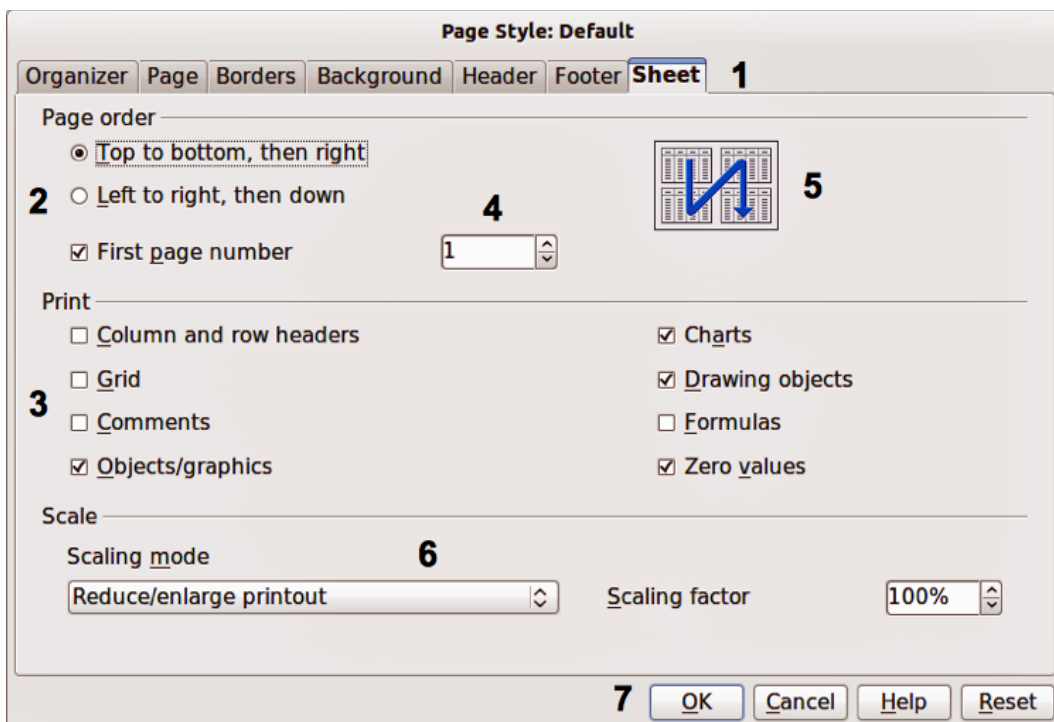 Page Style: Default
Organizer Page Borders Background Header Footer Sheet 1
Page order
Top to bottom, then right
2 Left to right, then down 5
4
First page number 1
Print
Column and row headers Charts
Grid Drawing objects
3
Comments Formulas
Objects/graphics Zero values
Scale
Scaling mode 6
Reduce/enlarge printout Scaling factor 100%
7 OK Cancel Help Reset